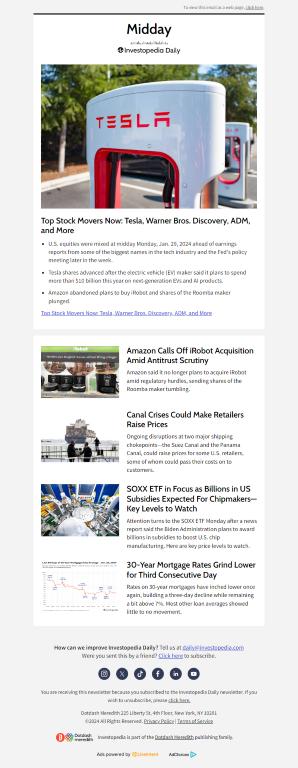 To view this email as a web page, click here.
Midday
Investopedia Daily
TESLA
Top Stock Movers Now: Tesla, Warner Bros. Discovery, ADM,
and More
• U.S. equities were mixed at midday Monday, Jan. 29, 2024 ahead of earnings
reports from some of the biggest names in the tech industry and the Fed's policy
meeting later in the week.
• Tesla shares advanced after the electric vehicle (EV) maker said it plans to spend
more than $10 billion this year on next-generation EVs and AI products.
• Amazon abandoned plans to buy iRobot and shares of the Roomba maker
plunged.
Top Stock Movers Now: Tesla, Warner Bros. Discovery, ADM, and More
iRobot
Amazon Calls Off iRobot Acquisition
Amid Antitrust Scrutiny
Amazon said it no longer plans to acquire iRobot
amid regulatory hurdles, sending shares of the
Roomba maker tumbling.
Canal Crises Could Make Retailers
Raise Prices
Ongoing disruptions at two major shipping
chokepoints—the Suez Canal and the Panama
Canal, could raise prices for some U.S. retailers,
some of whom could pass their costs on to
customers.
SOXX ETF in Focus as Billions in US
Subsidies Expected For Chipmakers—
Key Levels to Watch
Attention turns to the SOXX ETF Monday after a news
report said the Biden Administration plans to award
billions in subsidies to boost U.S. chip
manufacturing. Here are key price levels to watch.
30-Year Mortgage Rates Grind Lower
for Third Consecutive Day
Rates on 30-year mortgages have inched lower once
again, building a three-day decline while remaining
a bit above 7%. Most other loan averages showed
little to no movement.
How can we improve Investopedia Daily? Tell us at daily@investopedia.com
Were you sent this by a friend? Click here to subscribe.
You are receiving this newsletter because you subscribed to the Investopedia Daily newsletter. If you
wish to unsubscribe, please click here.
Dotdash Meredith 225 Liberty St, 4th Floor, New York, NY 10281
©2024 All Rights Reserved. Privacy Policy | Terms of Service
Dotdash
meredith
Investopedia is part of the Dotdash Meredith publishing family.
Ads powered by LiveIntent
AdChoices